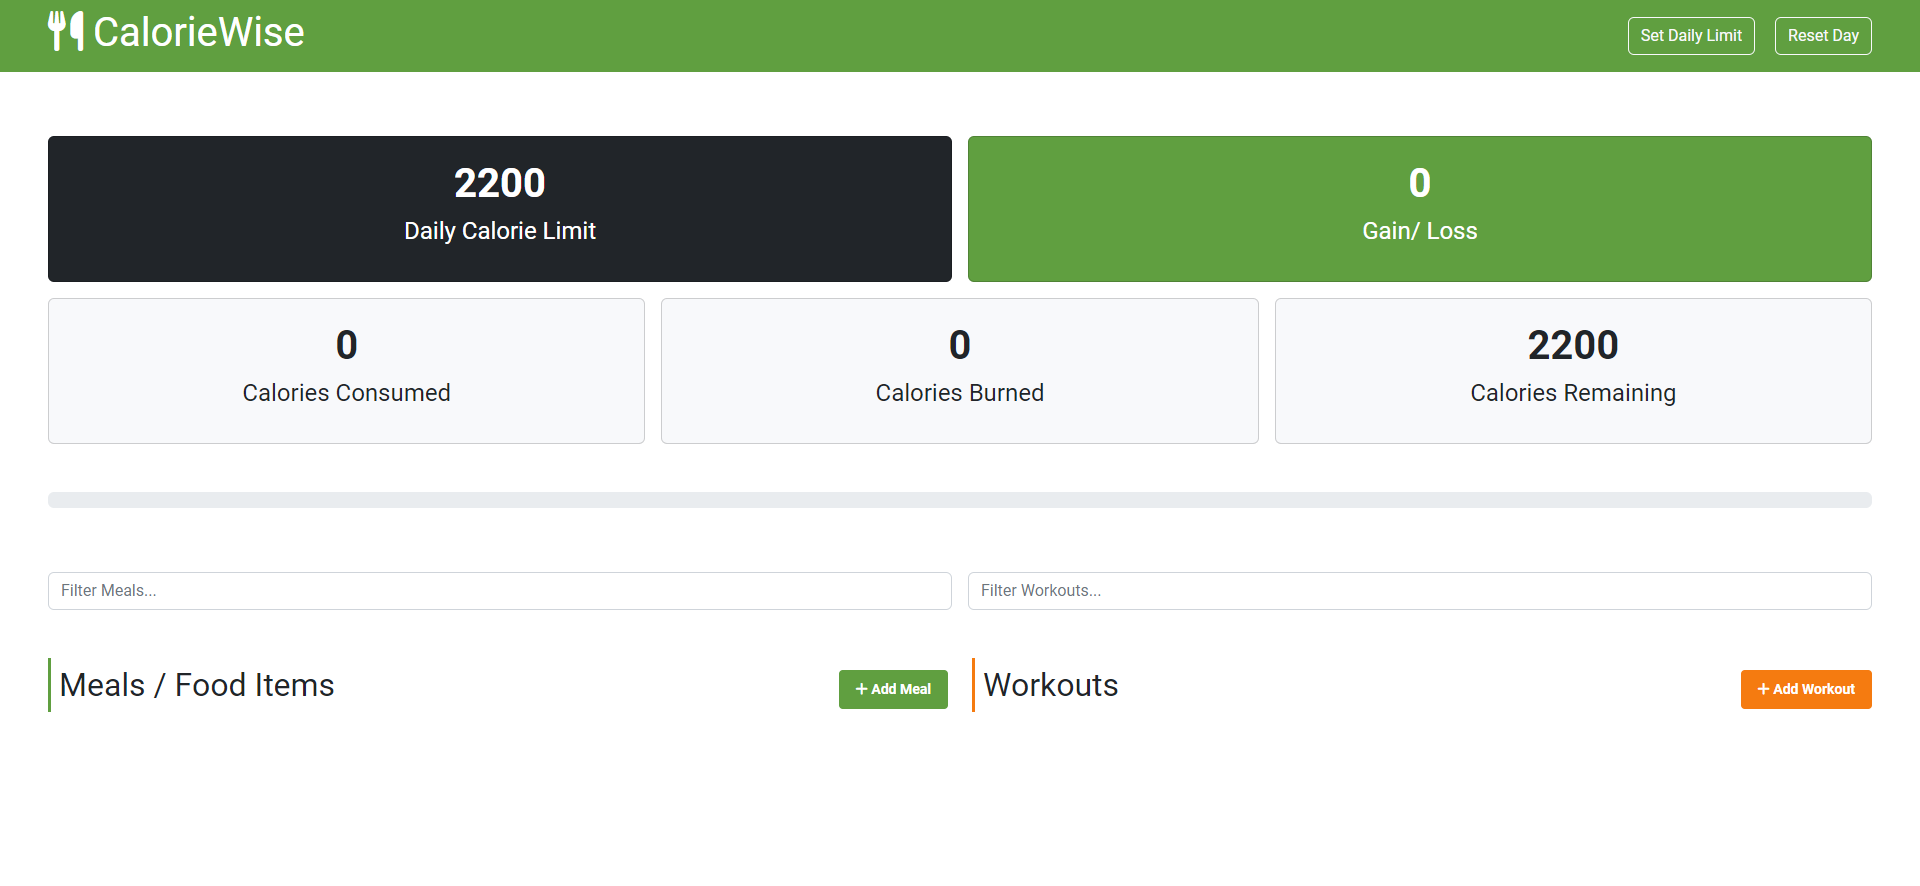 CalorieWise
Set Daily Limit
Reset Day
2200
Daily Calorie Limit
0
Gain/ Loss
0
Calories Consumed
0
Calories Burned
2200
Calories Remaining
Filter Meals...
Filter Workouts...
Meals / Food Items
+ Add Meal
Workouts
+ Add Workout